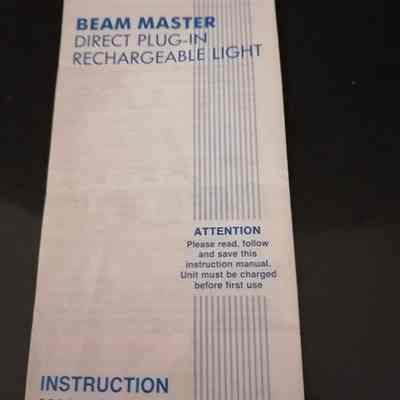 BEAM MASTER
DIRECT PLUG-IN
RECHARGEABLE LIGHT
ATTENTION
Please read, follow
and save this
instruction manual.
Unit must be charged
before first use
INSTRUCTION